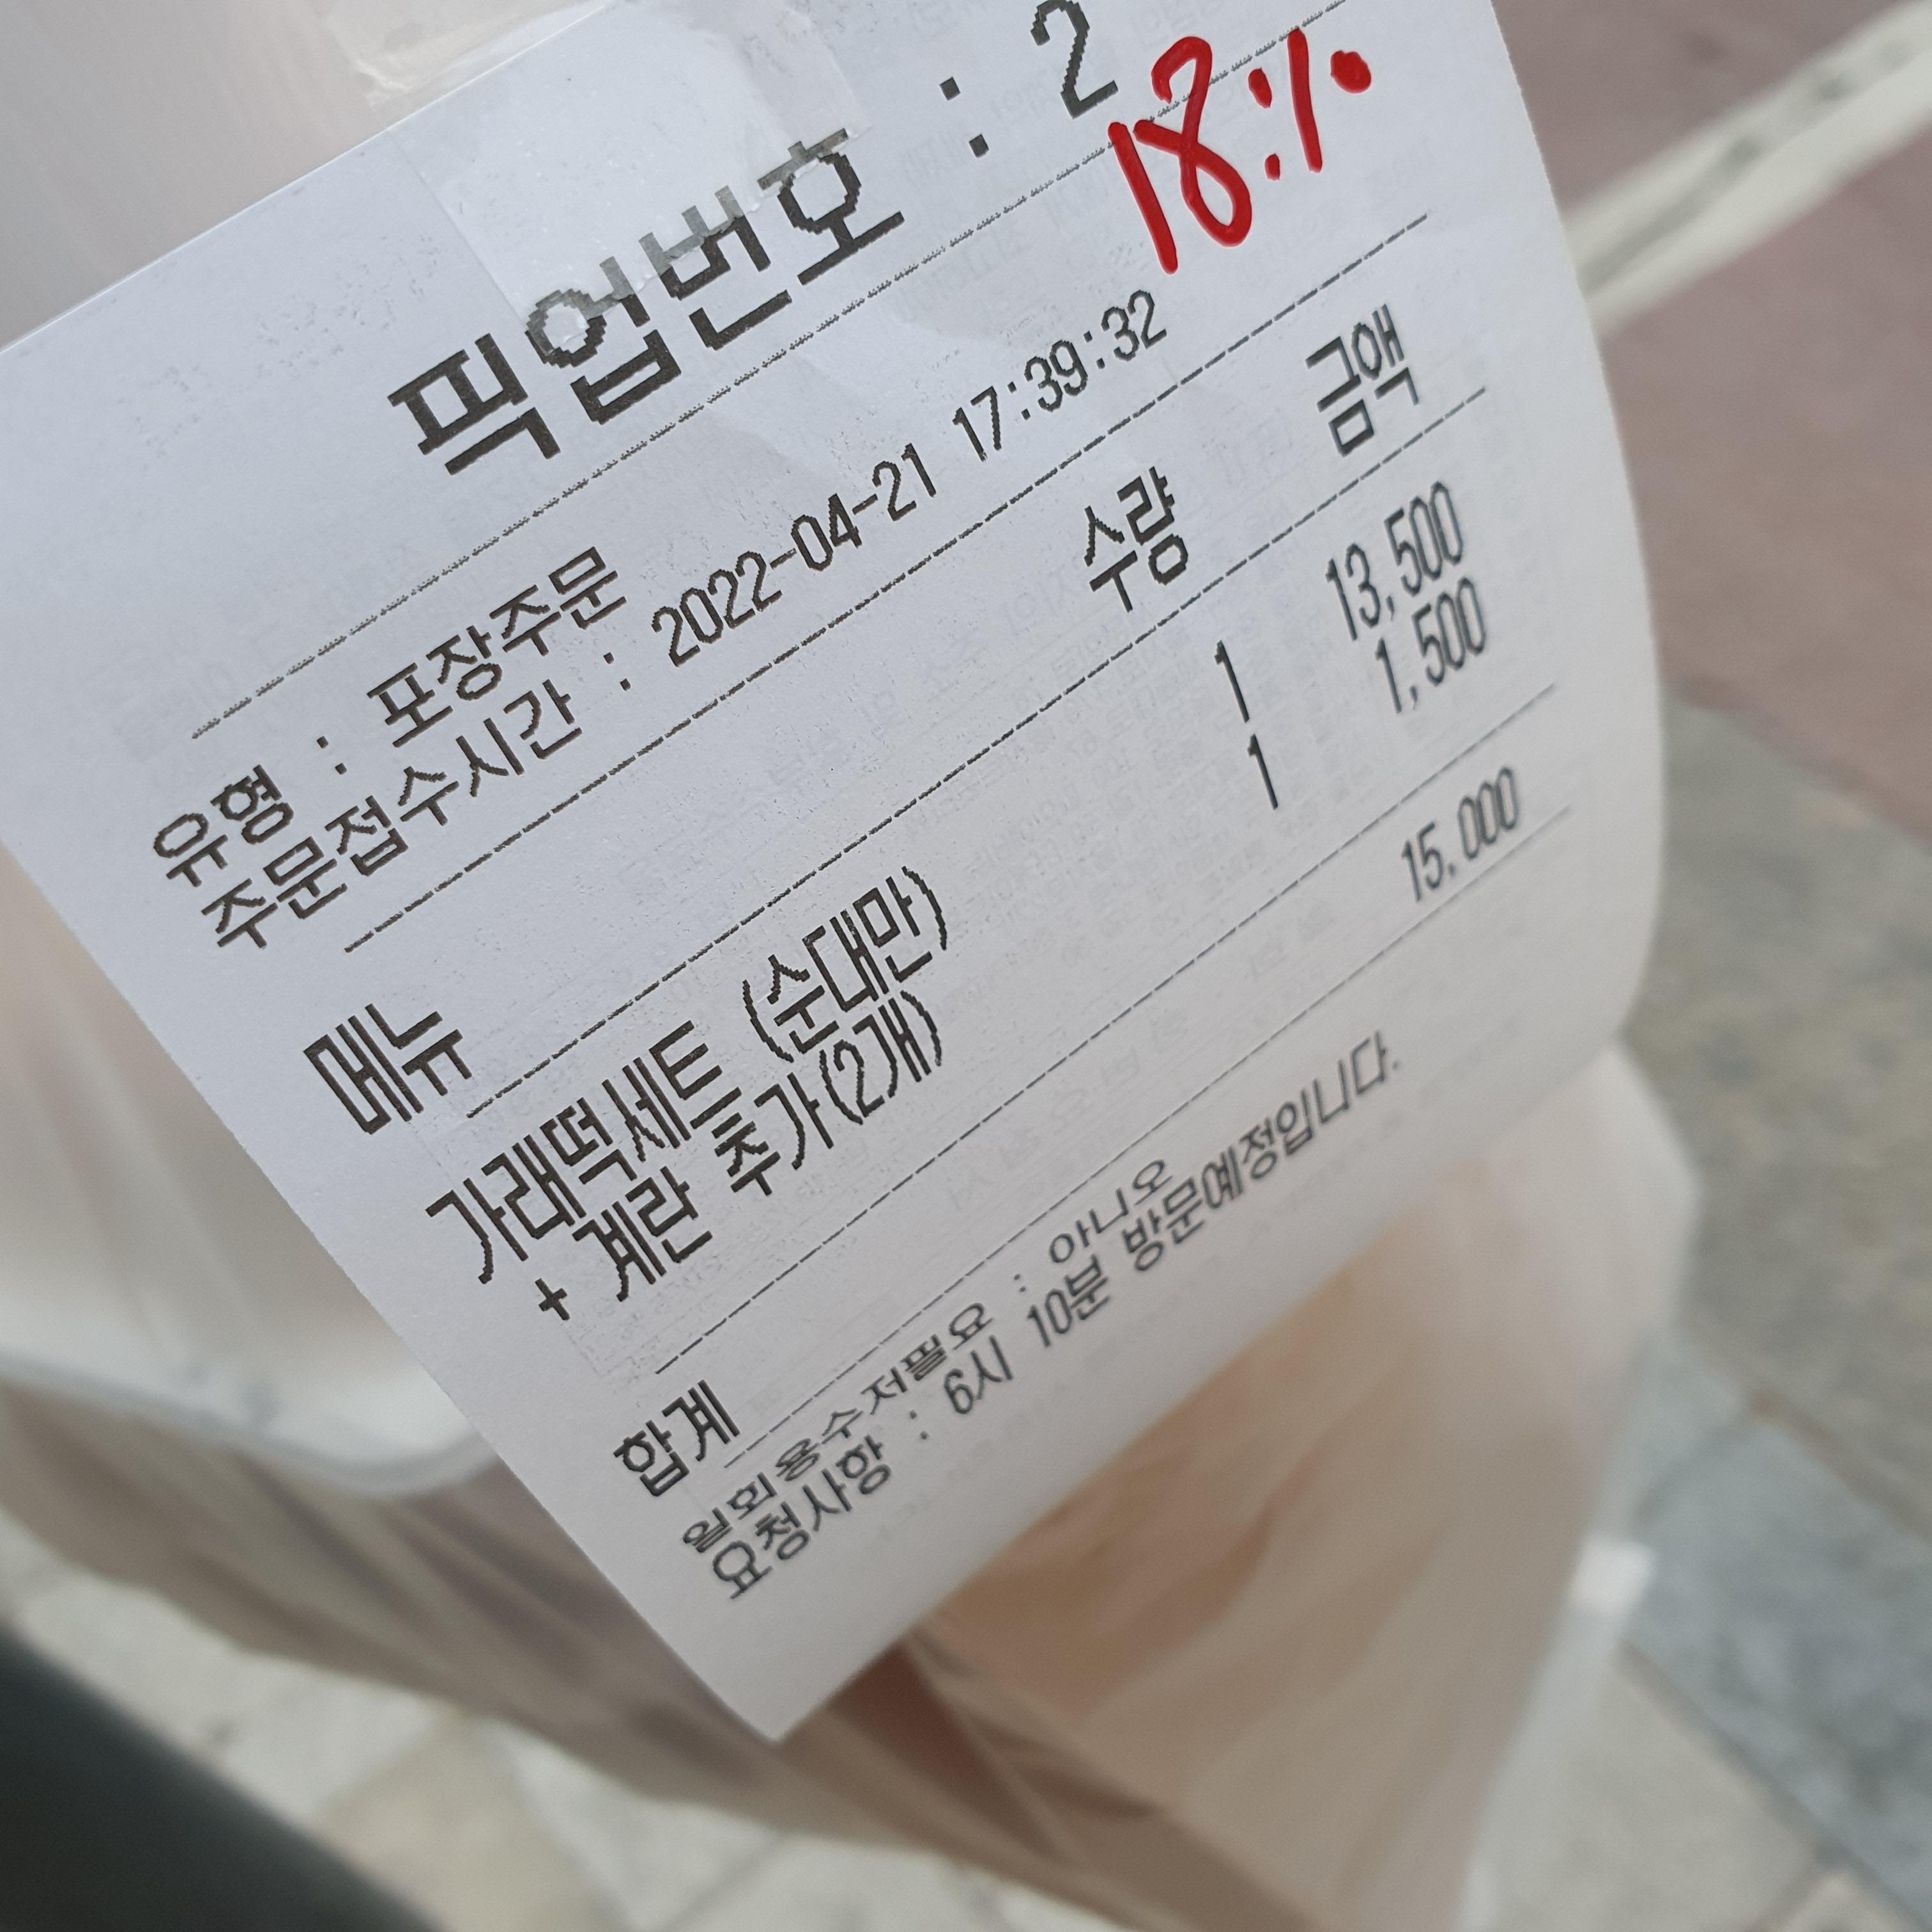 픽업번호 : 2
18%
유형 : 포장주문
주문접수시간 : 2022-04-21 17:39:32
메뉴 수량 금액
가래떡세트 (순대만) 1 13,500
+ 계란 추가(2개) 1 1,500
합계 15,000
일회용수저필요 : 아니오
요청사항 : 6시 10분 방문예정입니다.